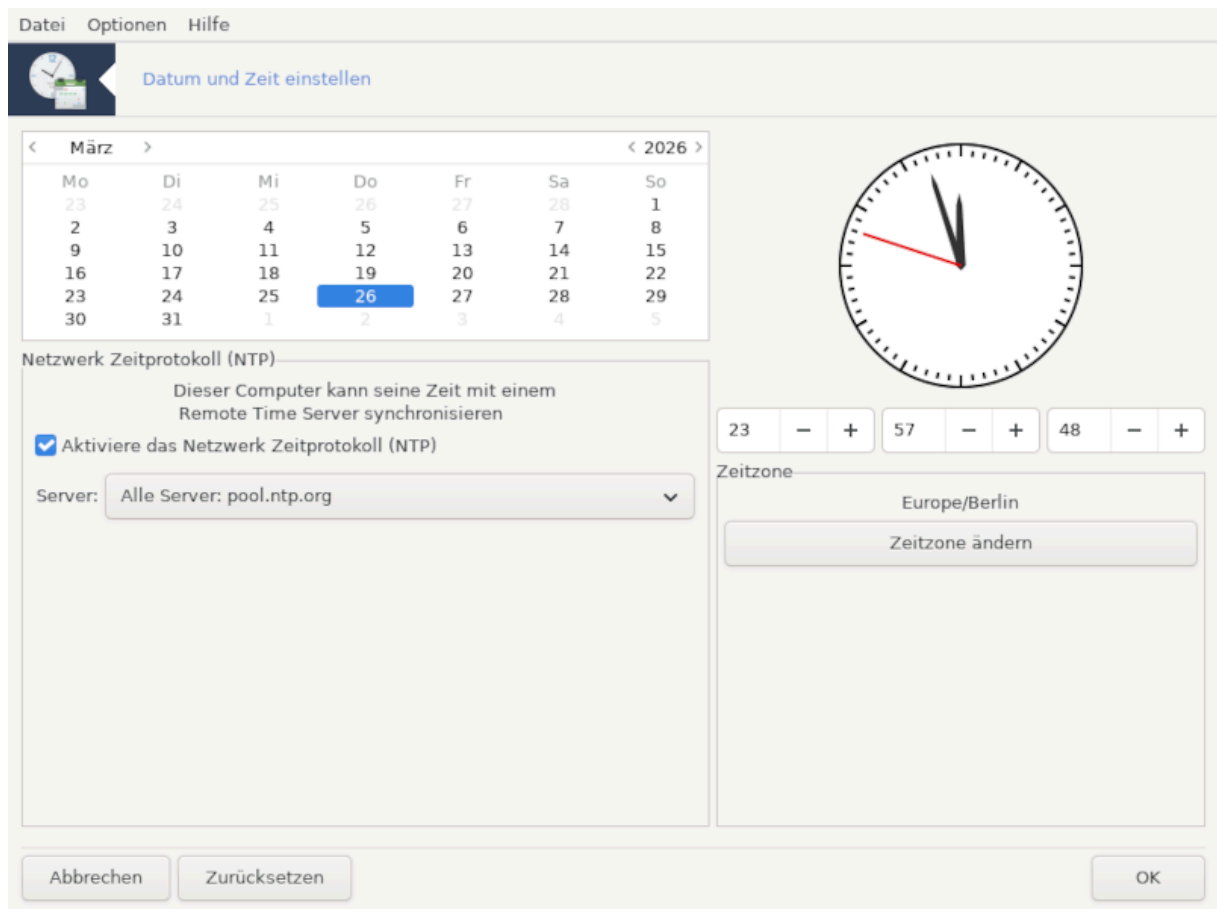 Datei Optionen Hilfe
Datum und Zeit einstellen
< März > < 2026 >
Mo Di Mi Do Fr Sa So
23 24 25 26 27 28 1
2 3 4 5 6 7 8
9 10 11 12 13 14 15
16 17 18 19 20 21 22
23 24 25 26 27 28 29
30 31 1 2 3 4 5
Netzwerk Zeitprotokoll (NTP)
Dieser Computer kann seine Zeit mit einem
Remote Time Server synchronisieren
Aktiviere das Netzwerk Zeitprotokoll (NTP)
Server: Alle Server: pool.ntp.org
23 − + 57 − + 48 − +
Zeitzone
Europe/Berlin
Zeitzone ändern
Abbrechen Zurücksetzen OK